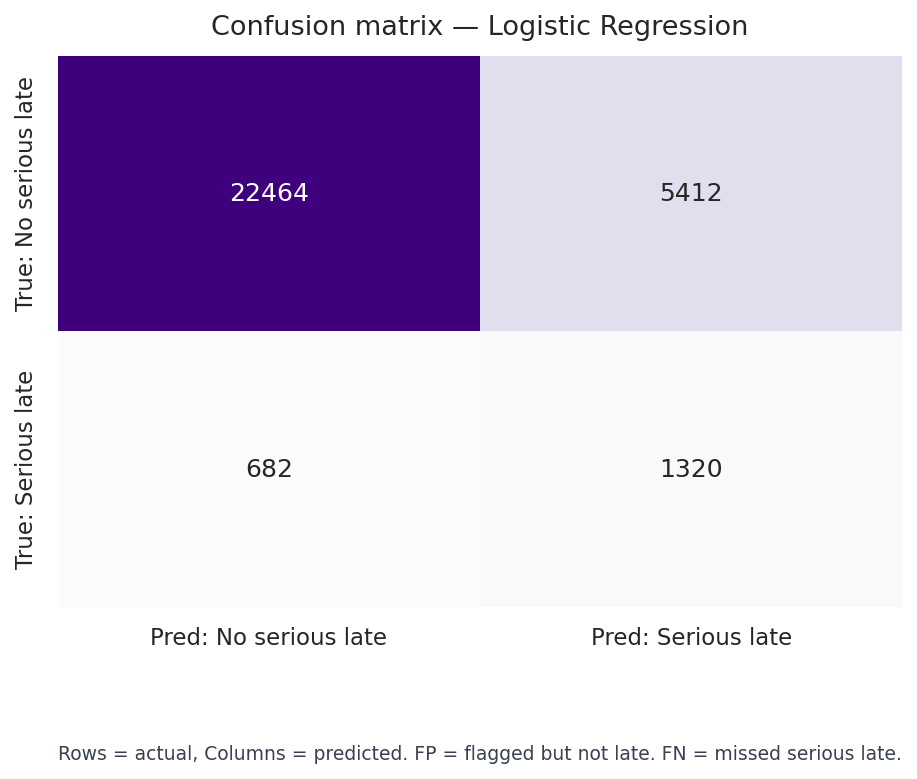 Confusion matrix — Logistic Regression
True: No serious late
22464
5412
True: Serious late
682
1320
Pred: No serious late
Pred: Serious late
Rows = actual, Columns = predicted. FP = flagged but not late. FN = missed serious late.